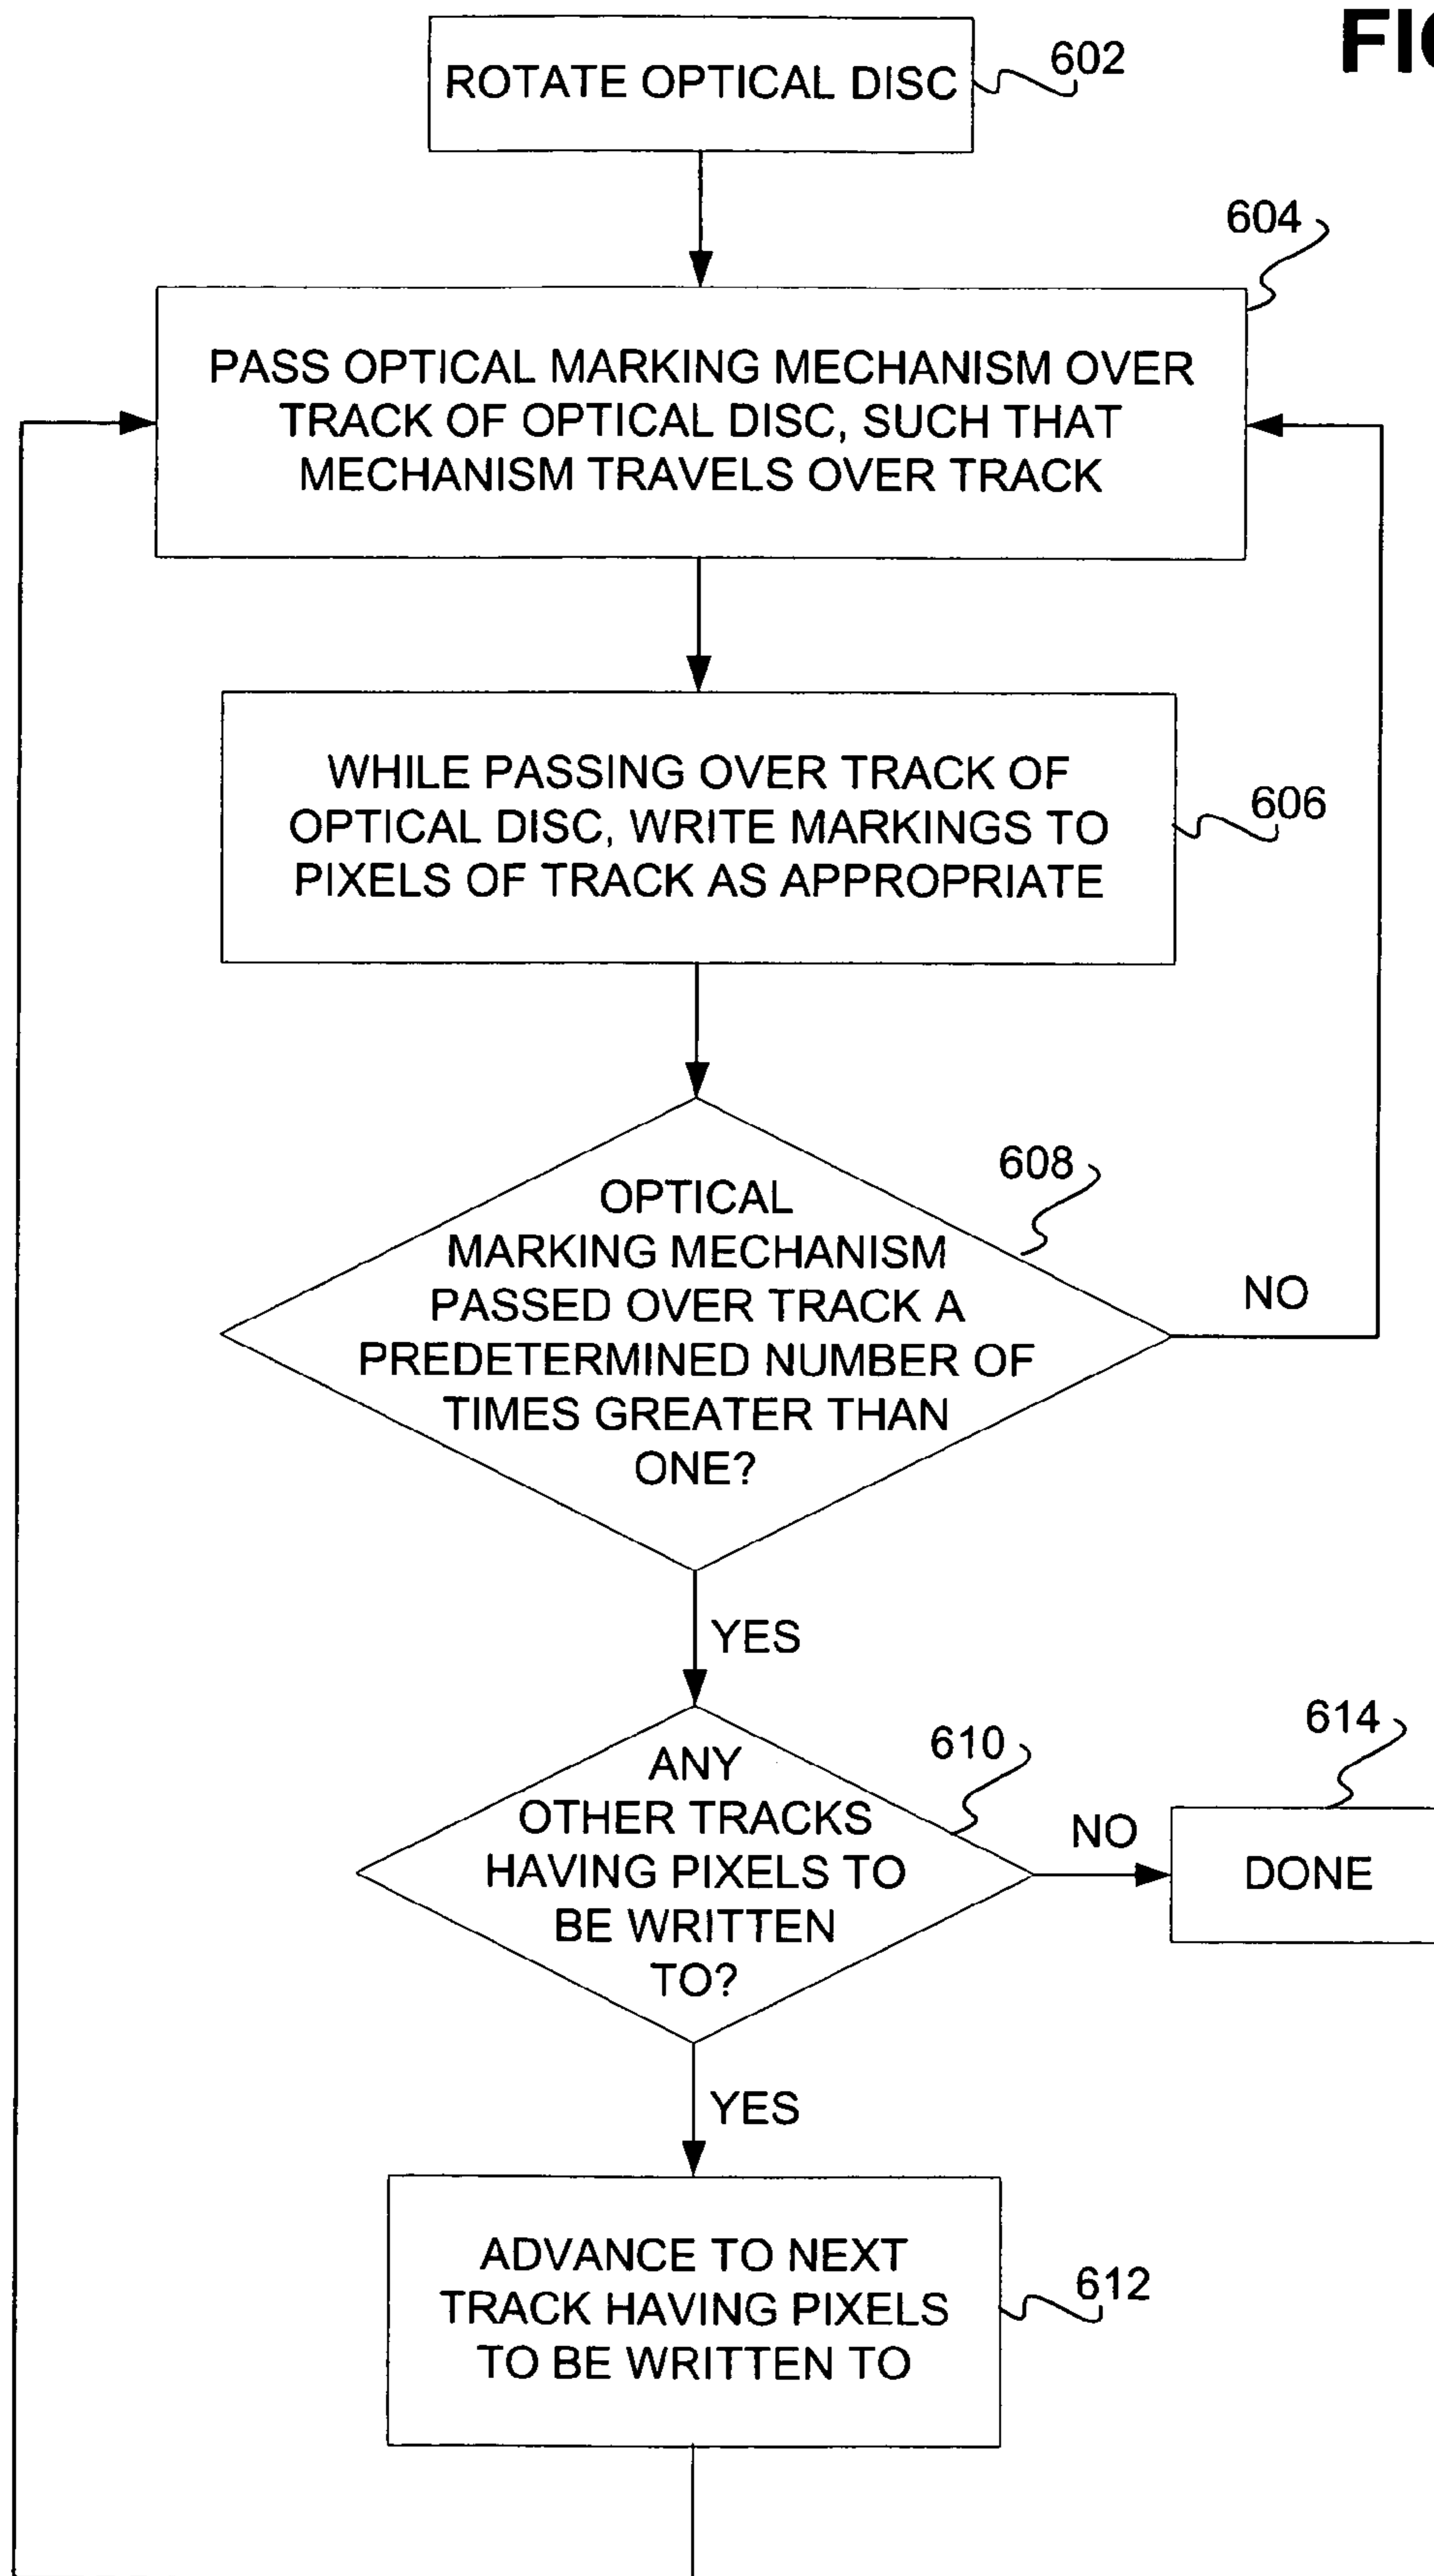 ROTATE OPTICAL DISC
602
604
PASS OPTICAL MARKING MECHANISM OVER
TRACK OF OPTICAL DISC, SUCH THAT
MECHANISM TRAVELS OVER TRACK
WHILE PASSING OVER TRACK OF
OPTICAL DISC, WRITE MARKINGS TO
PIXELS OF TRACK AS APPROPRIATE
606
608
OPTICAL
MARKING MECHANISM
PASSED OVER TRACK A
PREDETERMINED NUMBER OF
TIMES GREATER THAN
ONE?
NO
YES
610
ANY
OTHER TRACKS
HAVING PIXELS TO
BE WRITTEN
TO?
NO
614
DONE
YES
ADVANCE TO NEXT
TRACK HAVING PIXELS
TO BE WRITTEN TO
612